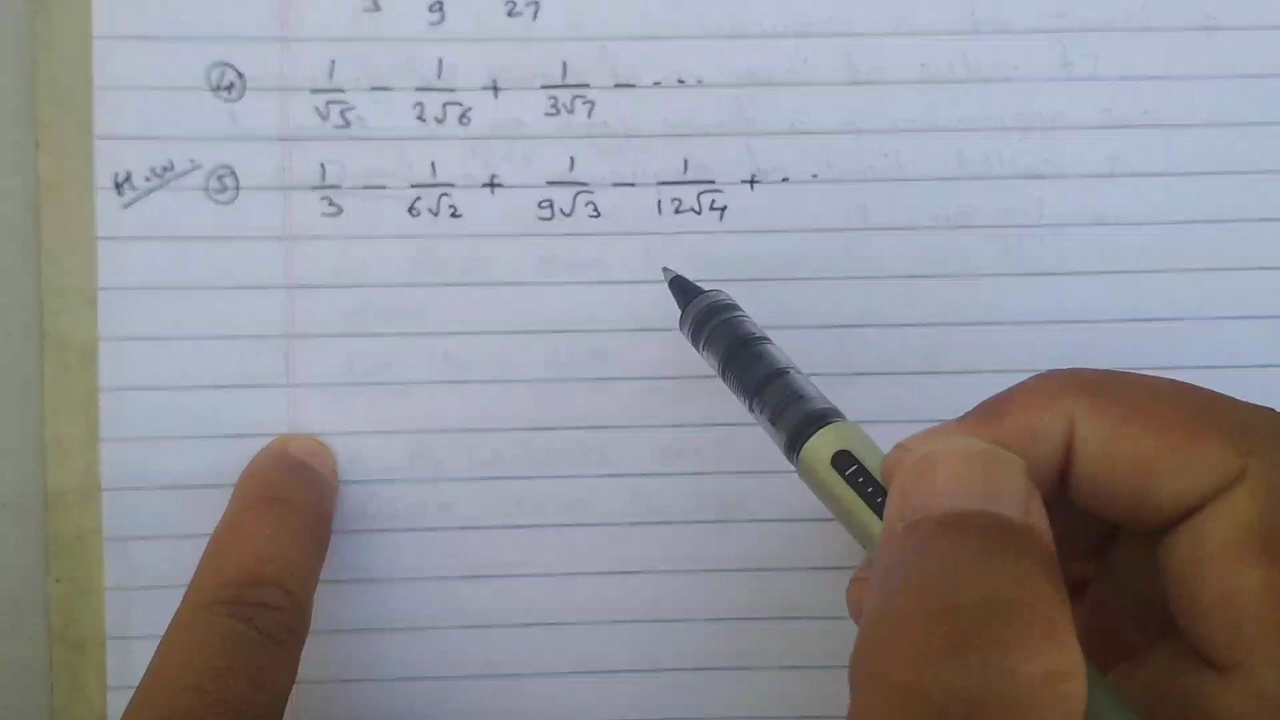 9 27
④ 1/√5 - 1/2√6 + 1/3√7 - ...
H.W. ⑤ 1/3 - 1/6√2 + 1/9√3 - 1/12√4 + ...